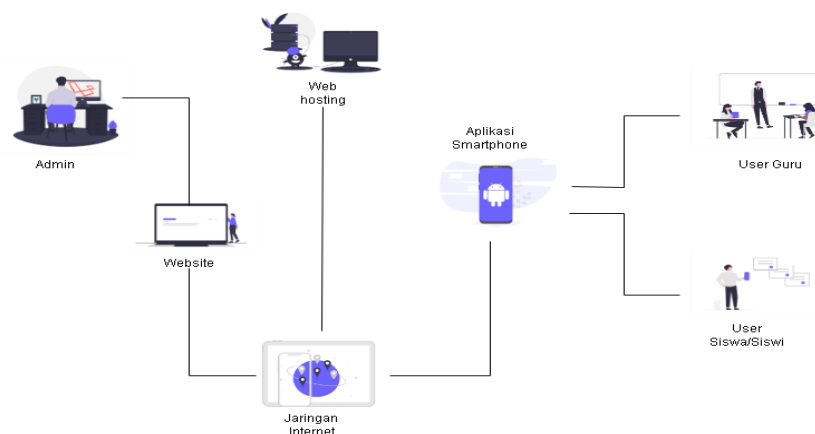 Web
hosting
Admin
Aplikasi
Smartphone
User Guru
Website
User
Siswa/Siswi
Jaringan
Internet